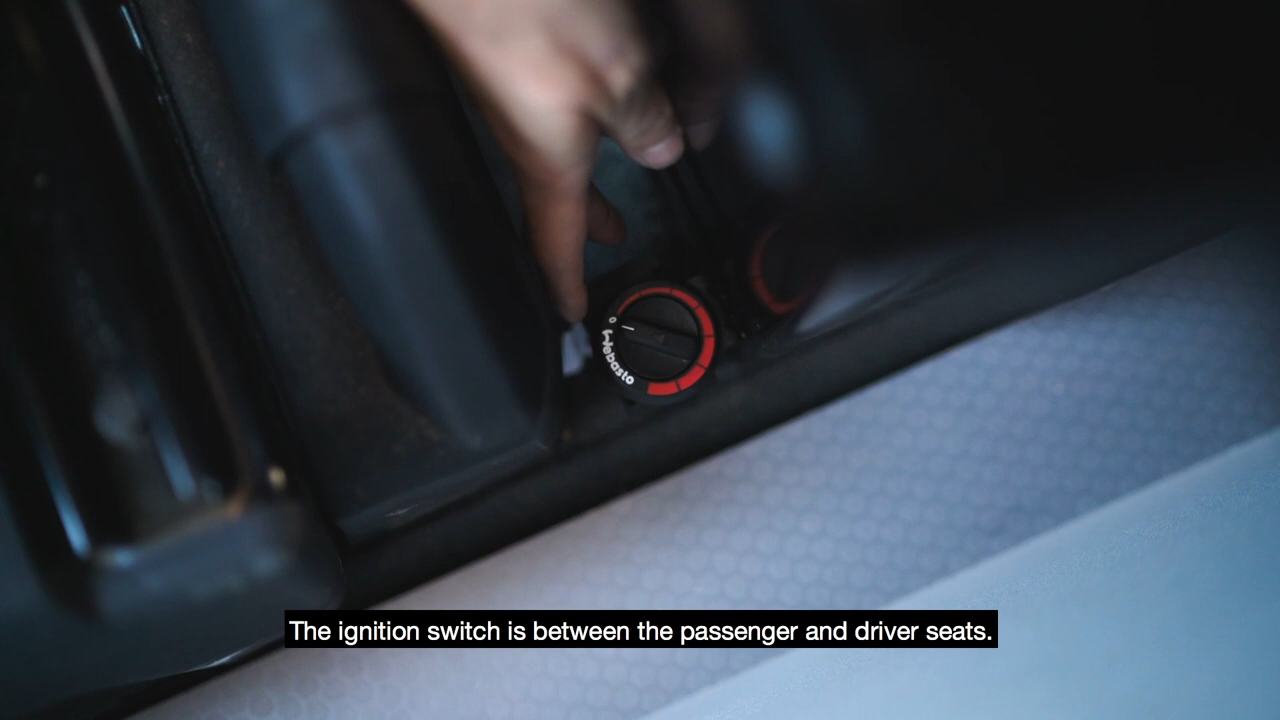 0
Webasto
The ignition switch is between the passenger and driver seats.